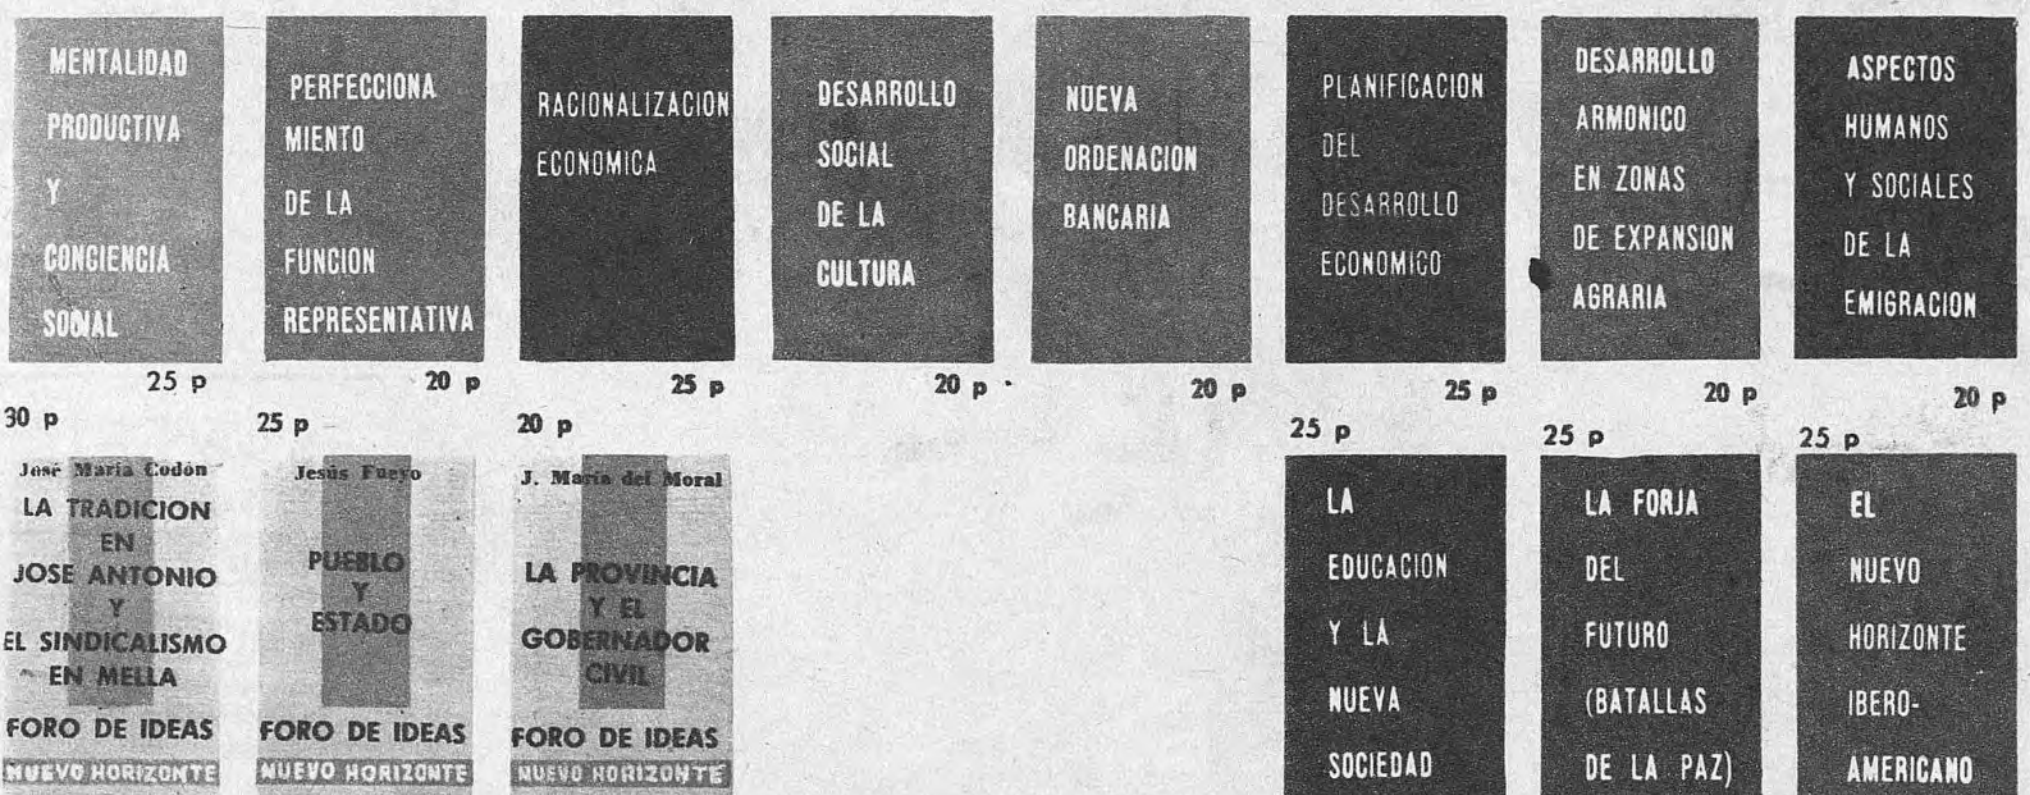 MENTALIDAD
PRODUCTIVA
Y
CONCIENCIA
SOCIAL
25 p
PERFECCIONA
MIENTO
DE LA
FUNCION
REPRESENTATIVA
20 p
RACIONALIZACION
ECONOMICA
25 p
DESARROLLO
SOCIAL
DE LA
CULTURA
20 p
NUEVA
ORDENACION
BANCARIA
20 p
PLANIFICACION
DEL
DESARROLLO
ECONOMICO
25 p
DESARROLLO
ARMONICO
EN ZONAS
DE EXPANSION
AGRARIA
20 p
ASPECTOS
HUMANOS
Y SOCIALES
DE LA
EMIGRACION
20 p
30 p
José María Codón
LA TRADICION
EN
JOSE ANTONIO
Y
EL SINDICALISMO
EN MELLA
FORO DE IDEAS
NUEVO HORIZONTE
25 p
Jesús Fueyo
PUEBLO
Y
ESTADO
FORO DE IDEAS
NUEVO HORIZONTE
20 p
J. María del Moral
LA PROVINCIA
Y EL
GOBERNADOR
CIVIL
FORO DE IDEAS
NUEVO HORIZONTE
25 p
LA
EDUCACION
Y LA
NUEVA
SOCIEDAD
25 p
LA FORJA
DEL
FUTURO
(BATALLAS
DE LA PAZ)
25 p
EL
NUEVO
HORIZONTE
IBERO-
AMERICANO